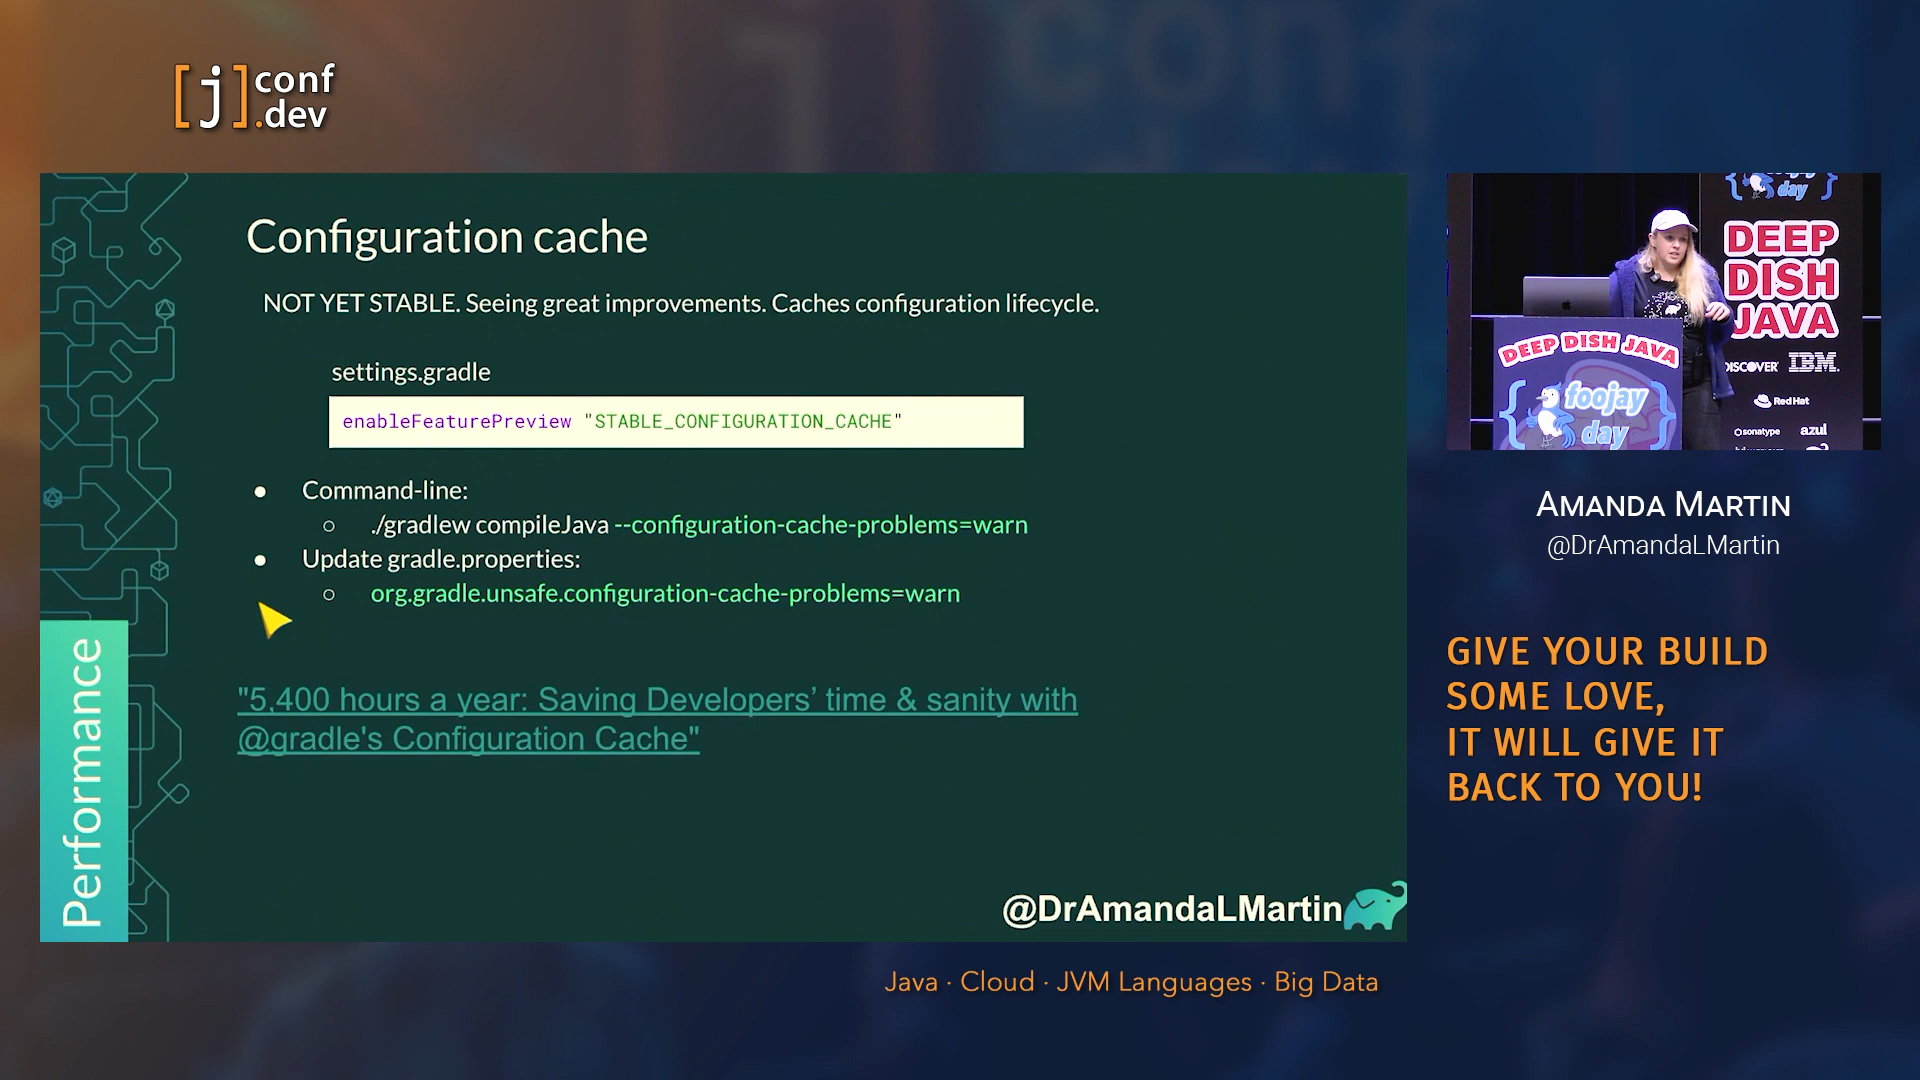 [j]conf
.dev
Configuration cache
NOT YET STABLE. Seeing great improvements. Caches configuration lifecycle.
settings.gradle
enableFeaturePreview "STABLE_CONFIGURATION_CACHE"
● Command-line:
○ ./gradlew compileJava --configuration-cache-problems=warn
● Update gradle.properties:
○ org.gradle.unsafe.configuration-cache-problems=warn
"5,400 hours a year: Saving Developers’ time & sanity with
@gradle's Configuration Cache"
Performance
@DrAmandaLMartin
day
DEEP
DISH
JAVA
DISCOVER IBM
Red Hat
sonatype azul
DEEP DISH JAVA
{ foojay }
day
AMANDA MARTIN
@DrAmandaLMartin
GIVE YOUR BUILD
SOME LOVE,
IT WILL GIVE IT
BACK TO YOU!
Java · Cloud · JVM Languages · Big Data